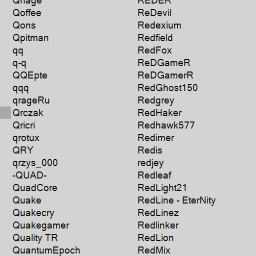 Qnage REDER
Qoffee ReDevil
Qons Redexium
Qpitman Redfield
qq RedFox
q-q ReDGameR
QQEpte ReDGamerR
qqq RedGhost150
qrageRu Redgrey
Qrczak RedHaker
Qricri Redhawk577
qrotux Redimer
QRY Redis
qrzys_000 redjey
-QUAD- Redleaf
QuadCore RedLight21
Quake RedLine - EterNity
Quakecry RedLinez
Quakegamer Redlinker
Quality TR RedLion
QuantumEpoch RedMix